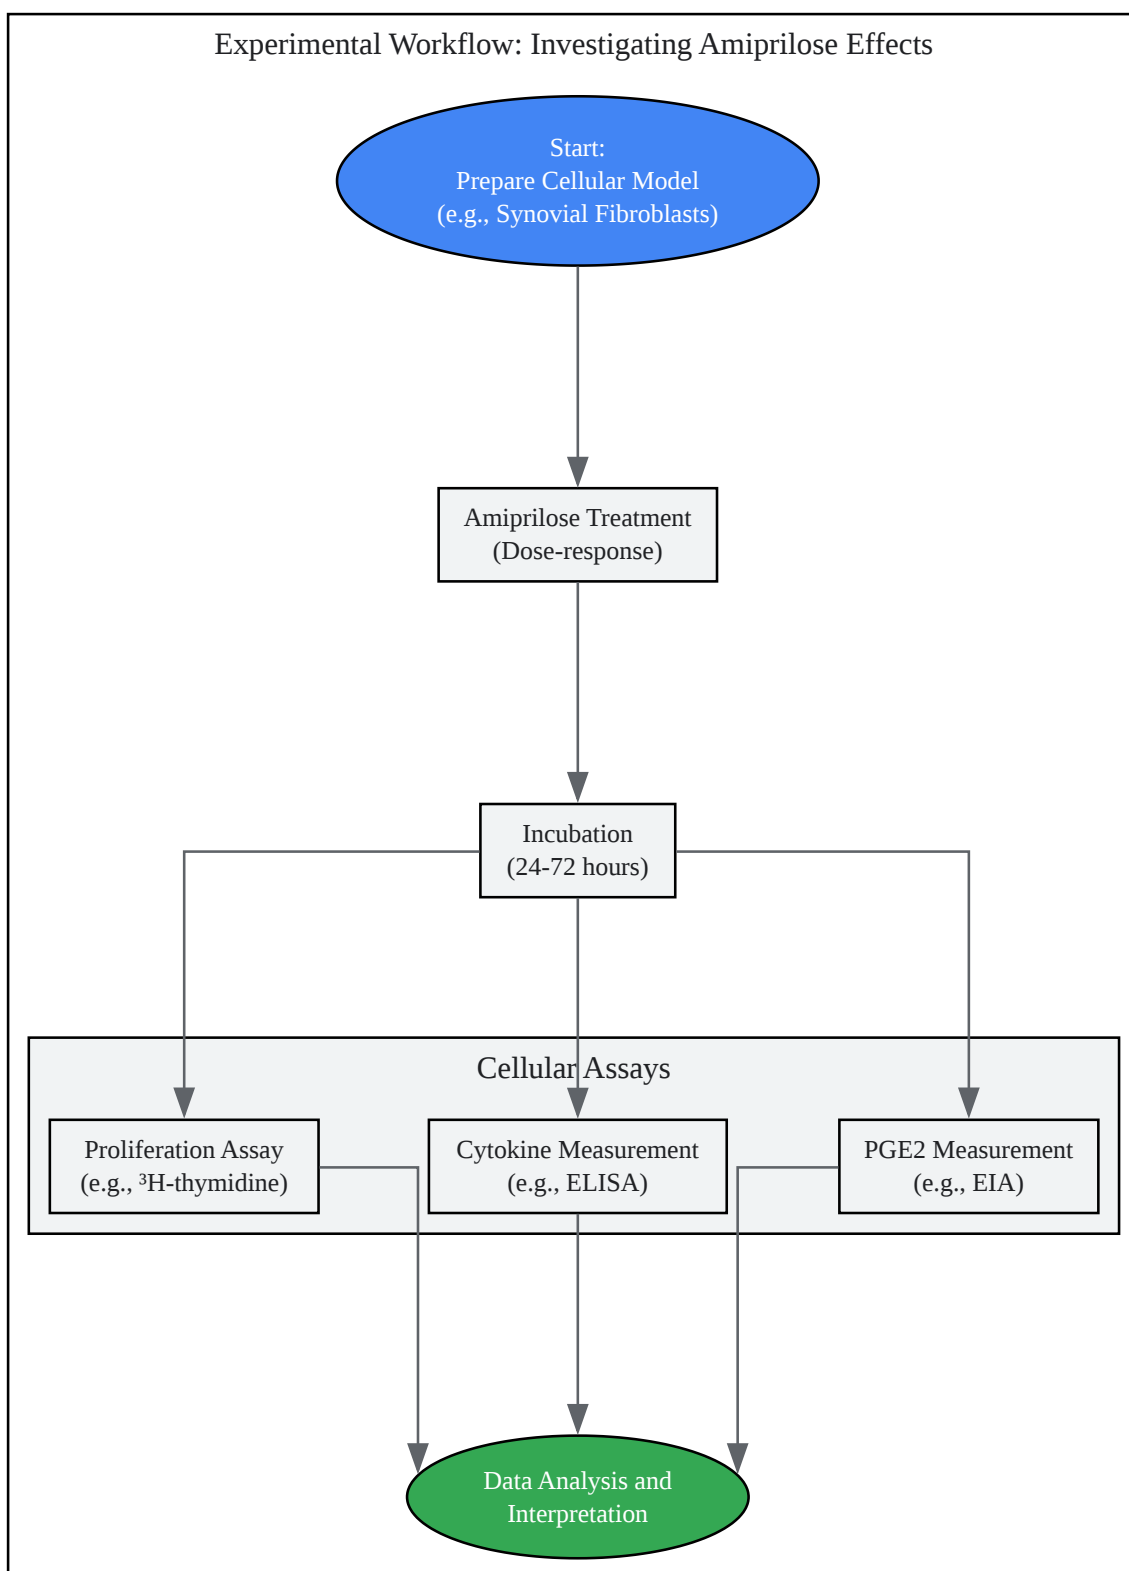 Experimental Workflow: Investigating Amiprilose Effects
Start:
Prepare Cellular Model
(e.g., Synovial Fibroblasts)
Amiprilose Treatment
(Dose-response)
Incubation
(24-72 hours)
Cellular Assays
Proliferation Assay
(e.g., ³H-thymidine)
Cytokine Measurement
(e.g., ELISA)
PGE2 Measurement
(e.g., EIA)
Data Analysis and
Interpretation